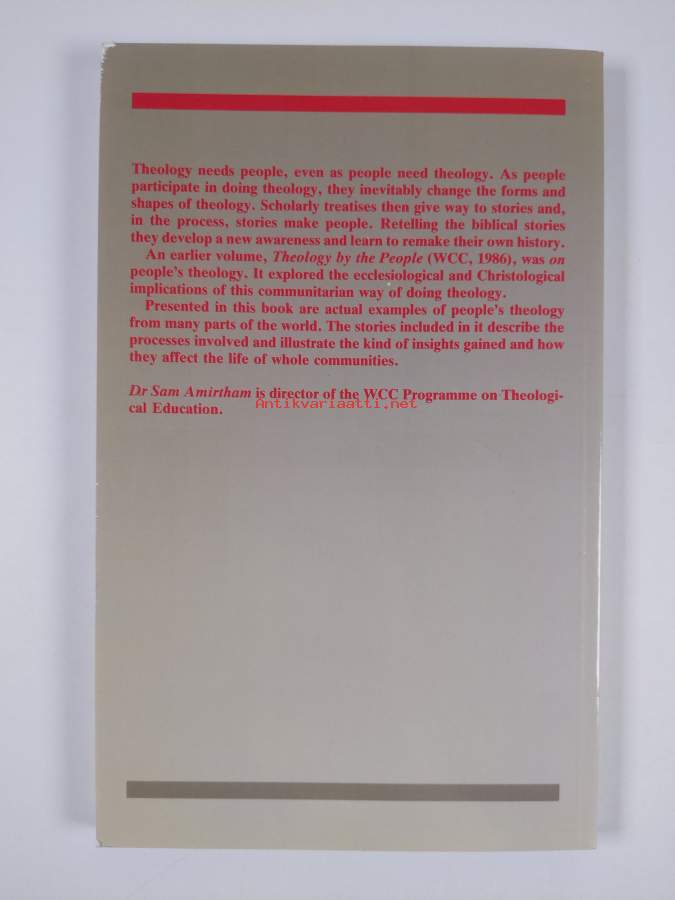 Theology needs people, even as people need theology. As people
participate in doing theology, they inevitably change the forms and
shapes of theology. Scholarly treatises then give way to stories and,
in the process, stories make people. Retelling the biblical stories
they develop a new awareness and learn to remake their own history.
An earlier volume, Theology by the People (WCC, 1986), was on
people's theology. It explored the ecclesiological and Christological
implications of this communitarian way of doing theology.
Presented in this book are actual examples of people's theology
from many parts of the world. The stories included in it describe the
processes involved and illustrate the kind of insights gained and how
they affect the life of whole communities.
Dr Sam Amirtham is director of the WCC Programme on Theologi-
cal Education.
Antikvariaatti.net